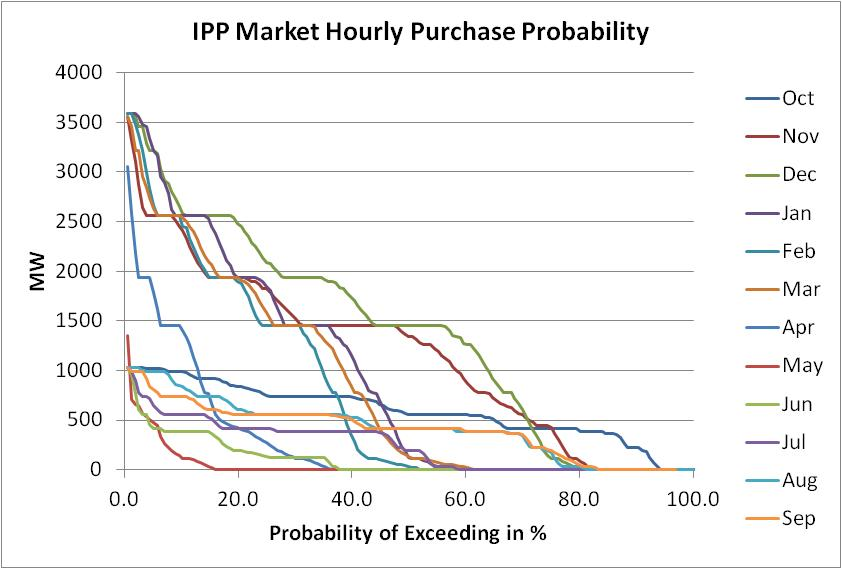 IPP Market Hourly Purchase Probability
4000
3500
3000
2500
2000
1500
1000
500
0
MW
0.0 20.0 40.0 60.0 80.0 100.0
Probability of Exceeding in %
Oct
Nov
Dec
Jan
Feb
Mar
Apr
May
Jun
Jul
Aug
Sep